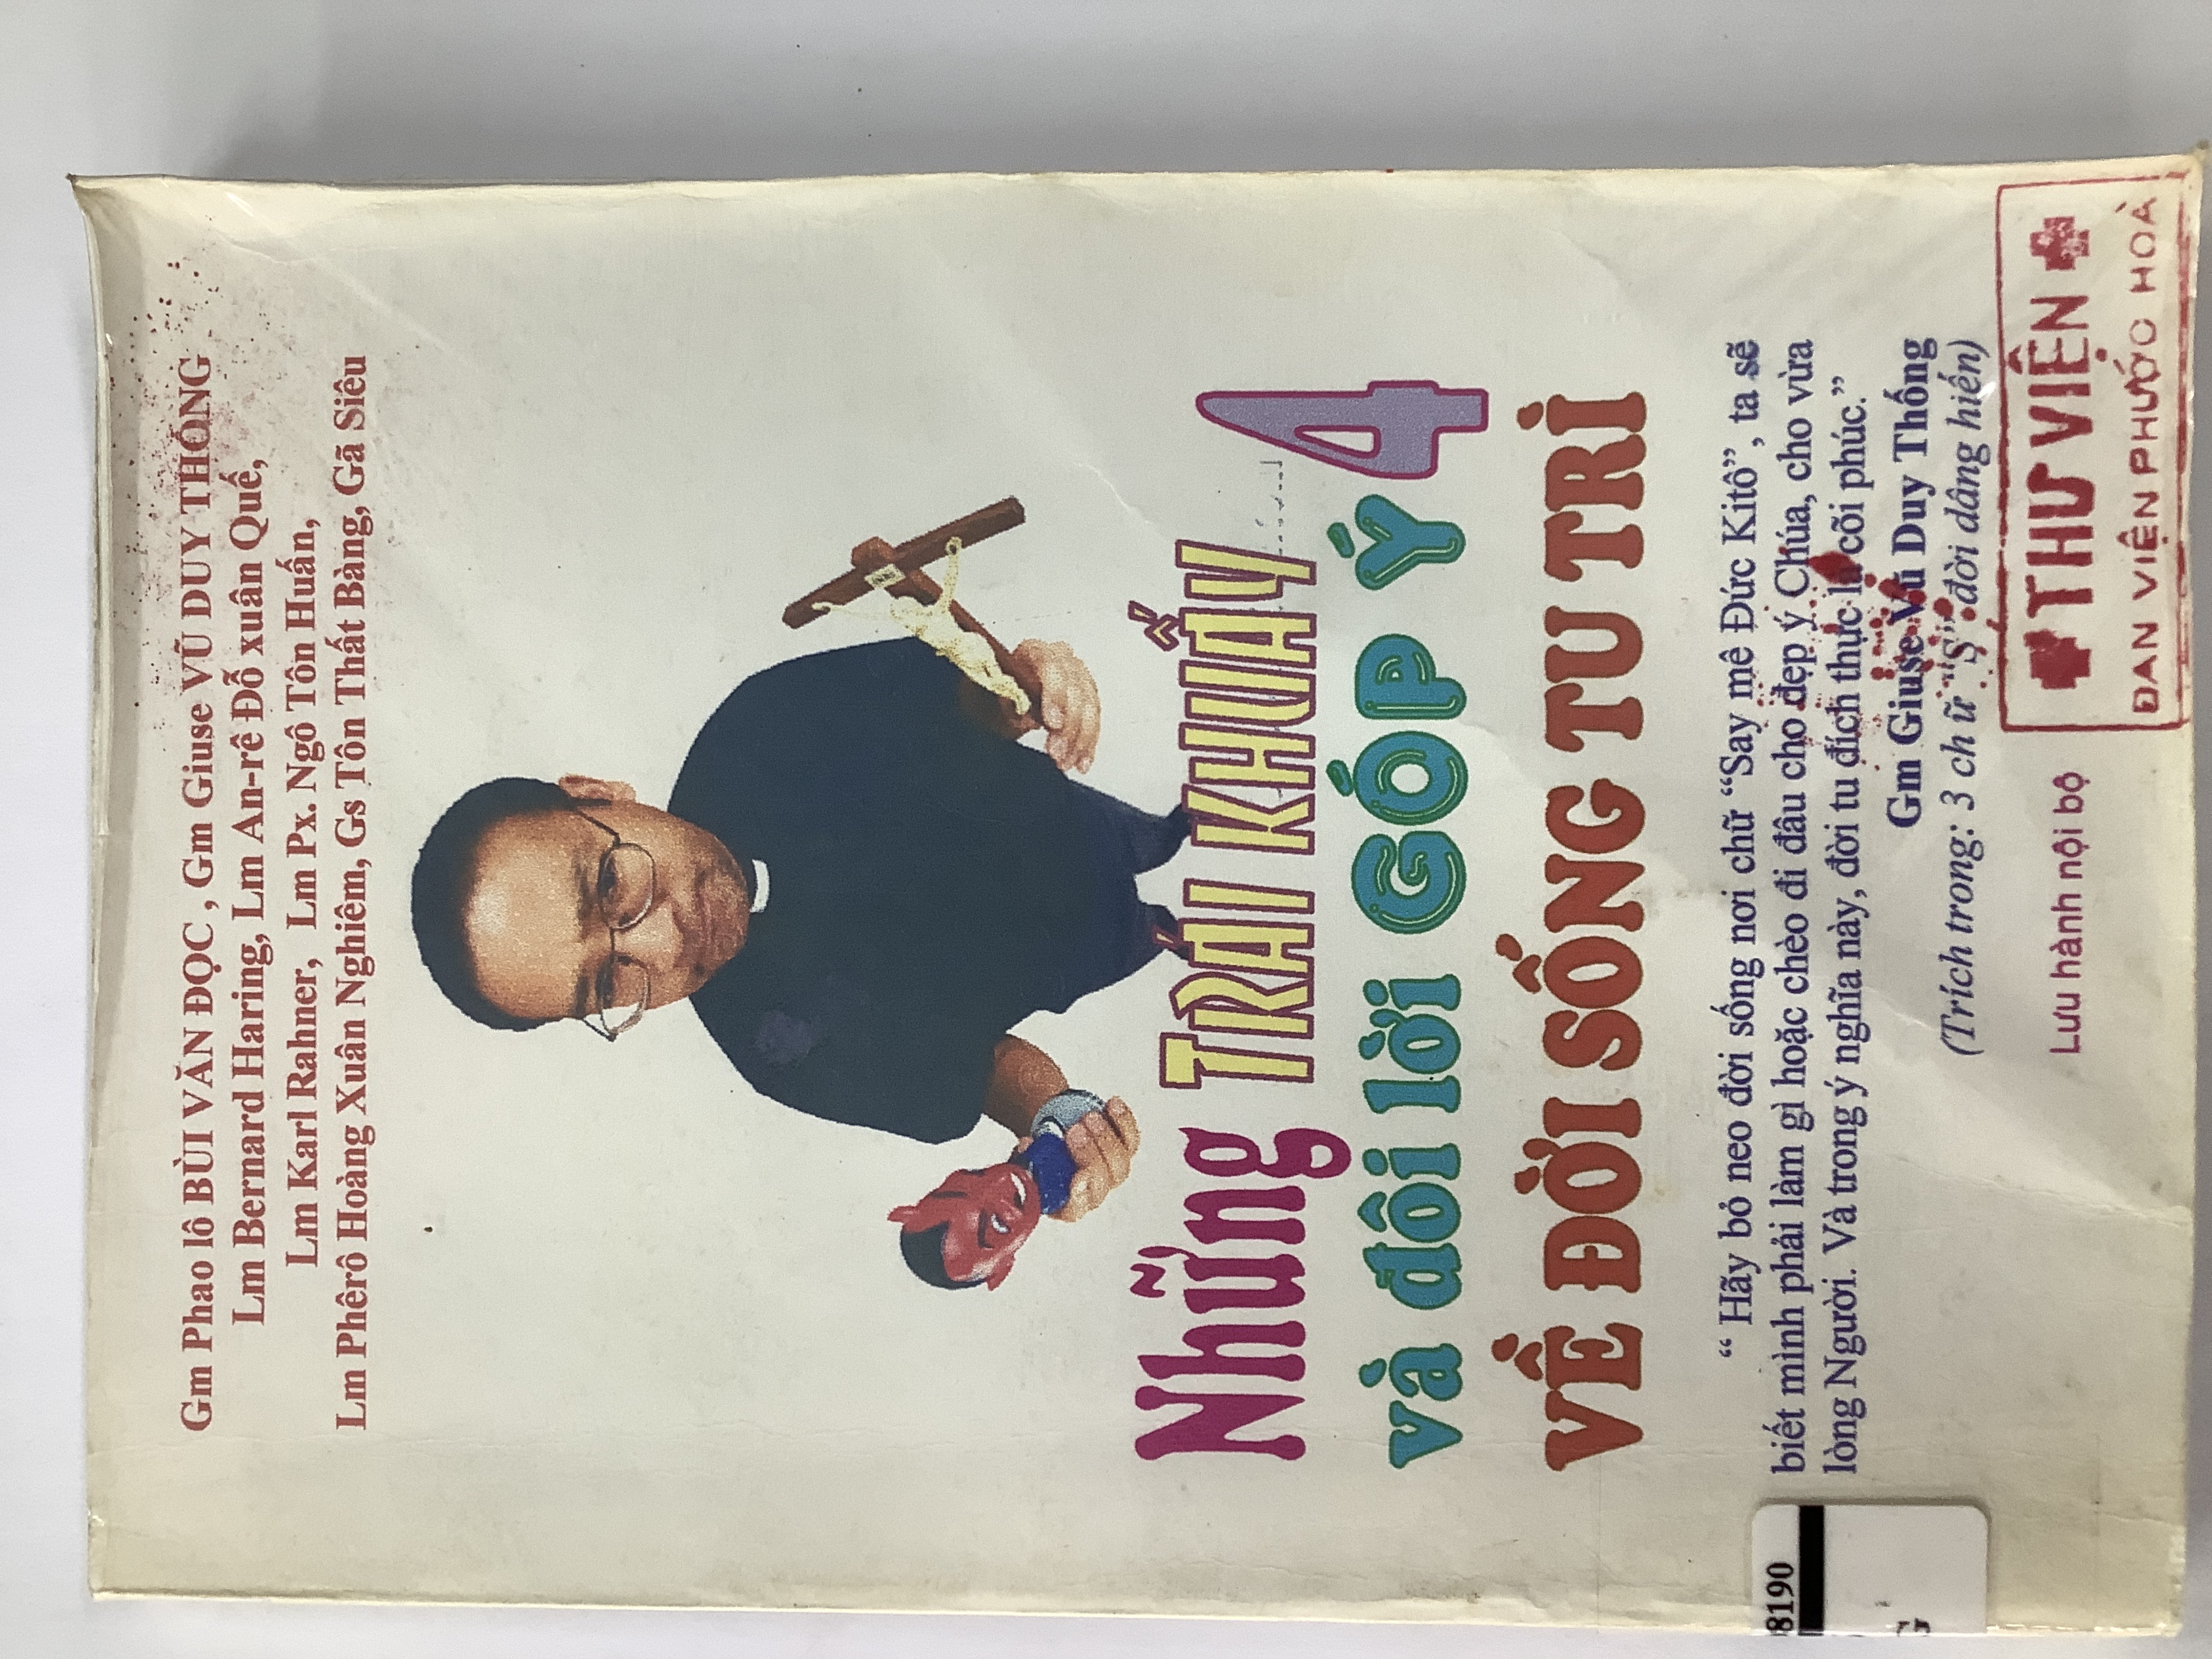 Gm Phao lô BÙI VĂN ĐỌC , Gm Giuse VŨ DUY THỐNG
Lm Bernard Haring, Lm An-rê Đỗ xuân Quế,
Lm Karl Rahner, Lm Px. Ngô Tôn Huấn,
Lm Phêrô Hoàng Xuân Nghiêm, Gs Tôn Thất Bàng, Gã Siêu
Những TRÁI KHUẤY
và đôi lời GÓP Ý 4
VỀ ĐỜI SỐNG TU TRÌ
“ Hãy bỏ neo đời sống nơi chữ “Say mê Đức Kitô”, ta sẽ
biết mình phải làm gì hoặc chèo đi đâu cho đẹp ý Chúa, cho vừa
lòng Người. Và trong ý nghĩa này, đời tu đích thực là cõi phúc.”
Gm Giuse Vũ Duy Thống
(Trích trong: 3 ch ữ "S" đời dâng hiến)
Lưu hành nội bộ
THƯ VIỆN
ĐAN VIỆN PHƯỚC HOÀ
8190